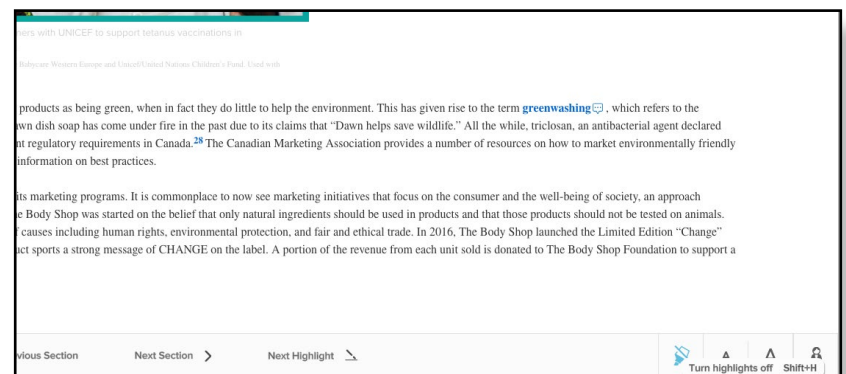 ners with UNICEF to support tetanus vaccinations in
Babycare/Western Europe and Unicef/United Nations Children's Fund. Used with
products as being green, when in fact they do little to help the environment. This has given rise to the term greenwashing , which refers to the
wn dish soap has come under fire in the past due to its claims that “Dawn helps save wildlife.” All the while, triclosan, an antibacterial agent declared
nt regulatory requirements in Canada.28 The Canadian Marketing Association provides a number of resources on how to market environmentally friendly
information on best practices.
its marketing programs. It is commonplace to now see marketing initiatives that focus on the consumer and the well-being of society, an approach
e Body Shop was started on the belief that only natural ingredients should be used in products and that those products should not be tested on animals.
f causes including human rights, environmental protection, and fair and ethical trade. In 2016, The Body Shop launched the Limited Edition “Change”
uct sports a strong message of CHANGE on the label. A portion of the revenue from each unit sold is donated to The Body Shop Foundation to support a
vious Section Next Section Next Highlight A A
Turn highlights off Shift+H